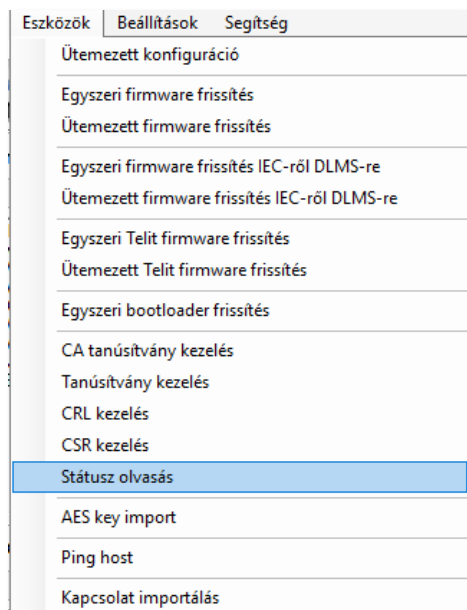 Eszközök Beállítások Segítség
Ütemezett konfiguráció
Egyszeri firmware frissítés
Ütemezett firmware frissítés
Egyszeri firmware frissítés IEC-ről DLMS-re
Ütemezett firmware frissítés IEC-ről DLMS-re
Egyszeri Telit firmware frissítés
Ütemezett Telit firmware frissítés
Egyszeri bootloader frissítés
CA tanúsítvány kezelés
Tanúsítvány kezelés
CRL kezelés
CSR kezelés
Státusz olvasás
AES key import
Ping host
Kapcsolat importálás